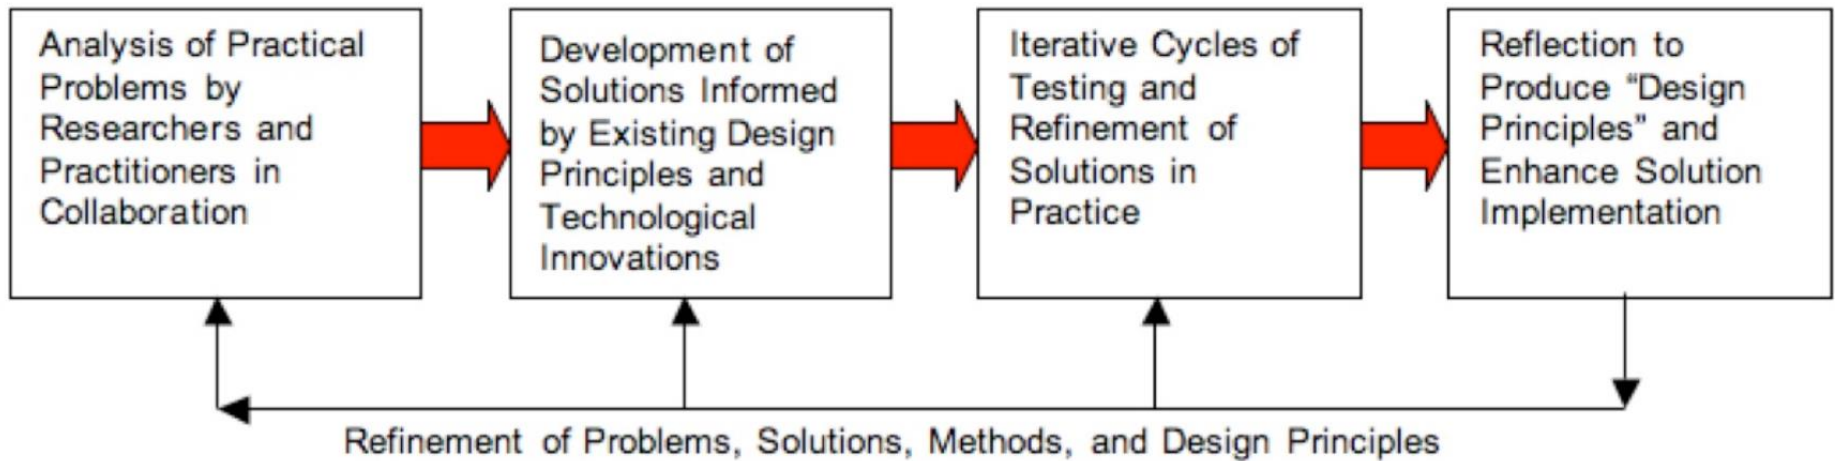 Analysis of Practical
Problems by
Researchers and
Practitioners in
Collaboration
Development of
Solutions Informed
by Existing Design
Principles and
Technological
Innovations
Iterative Cycles of
Testing and
Refinement of
Solutions in
Practice
Reflection to
Produce “Design
Principles” and
Enhance Solution
Implementation
Refinement of Problems, Solutions, Methods, and Design Principles